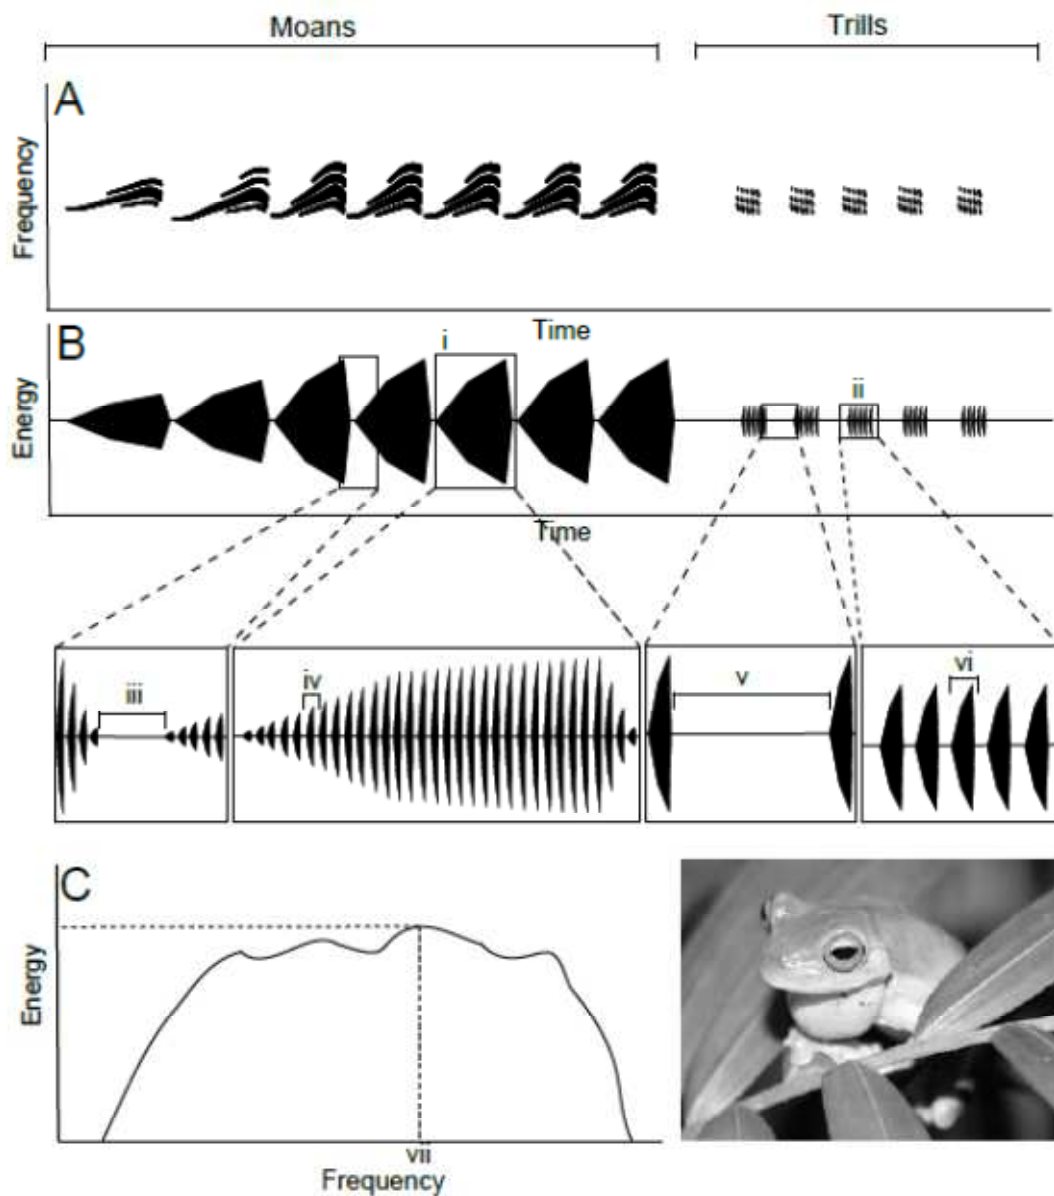 Moans Trills
A
Frequency
Time
B
i
ii
Energy
Time
iii
iv
v
vi
C
Energy
vii
Frequency